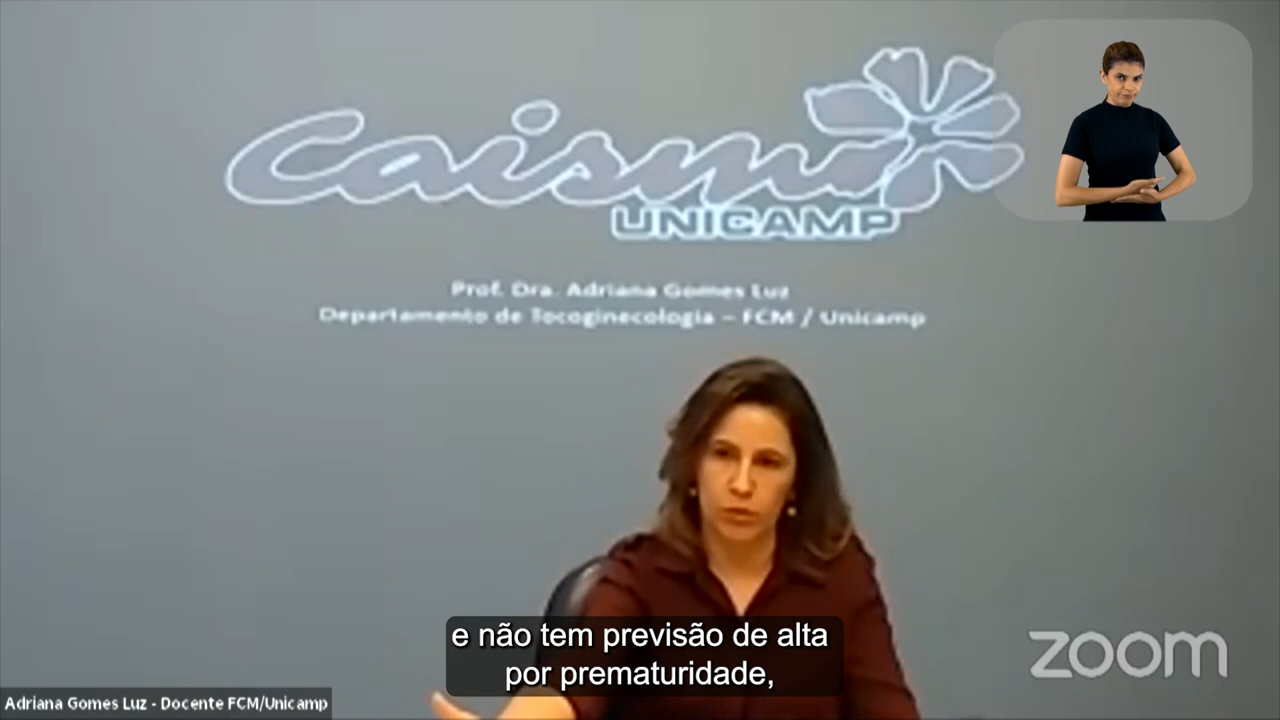 caism
UNICAMP
Prof. Dra. Adriana Gomes Luz
Departamento de Tocoginecologia – FCM / Unicamp
e não tem previsão de alta
por prematuridade,
zoom
Adriana Gomes Luz - Docente FCM/Unicamp